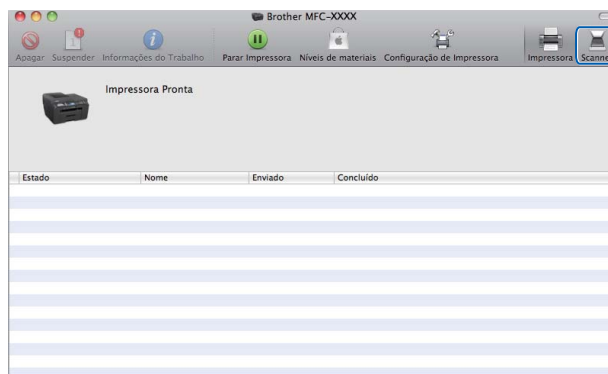 Brother MFC-XXXX
Apagar Suspender Informações do Trabalho Parar Impressora Níveis de materiais Configuração de Impressora Impressora
Impressora Pronta
Estado Nome Enviado Concluído